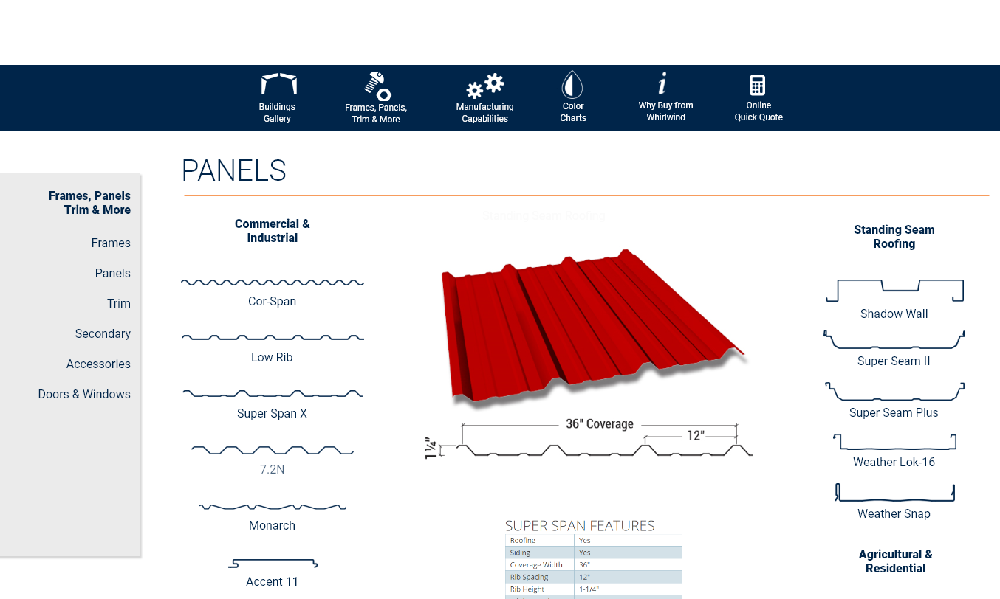 Buildings
Gallery
Frames, Panels,
Trim & More
Manufacturing
Capabilities
Color
Charts
i
Why Buy from
Whirlwind
Online
Quick Quote
PANELS
Frames, Panels
Trim & More
Frames
Panels
Trim
Secondary
Accessories
Doors & Windows
Commercial &
Industrial
Cor-Span
Low Rib
Super Span X
7.2N
Monarch
Accent 11
Standing Seam Roofing
36" Coverage
12"
1¼"
SUPER SPAN FEATURES
Roofing Yes
Siding Yes
Coverage Width 36"
Rib Spacing 12"
Rib Height 1-1/4"
Standing Seam
Roofing
Shadow Wall
Super Seam II
Super Seam Plus
Weather Lok-16
Weather Snap
Agricultural &
Residential